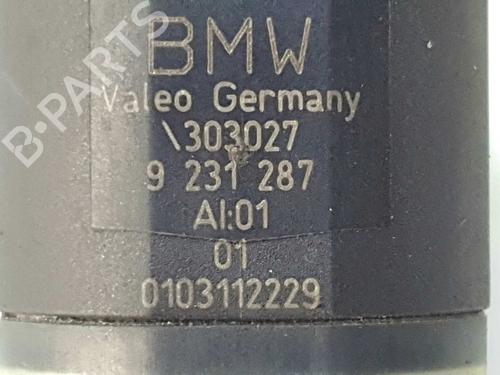 B-PARTS
BMW
Valeo Germany
\303027
9 231 287
AI:01
01
0103112229